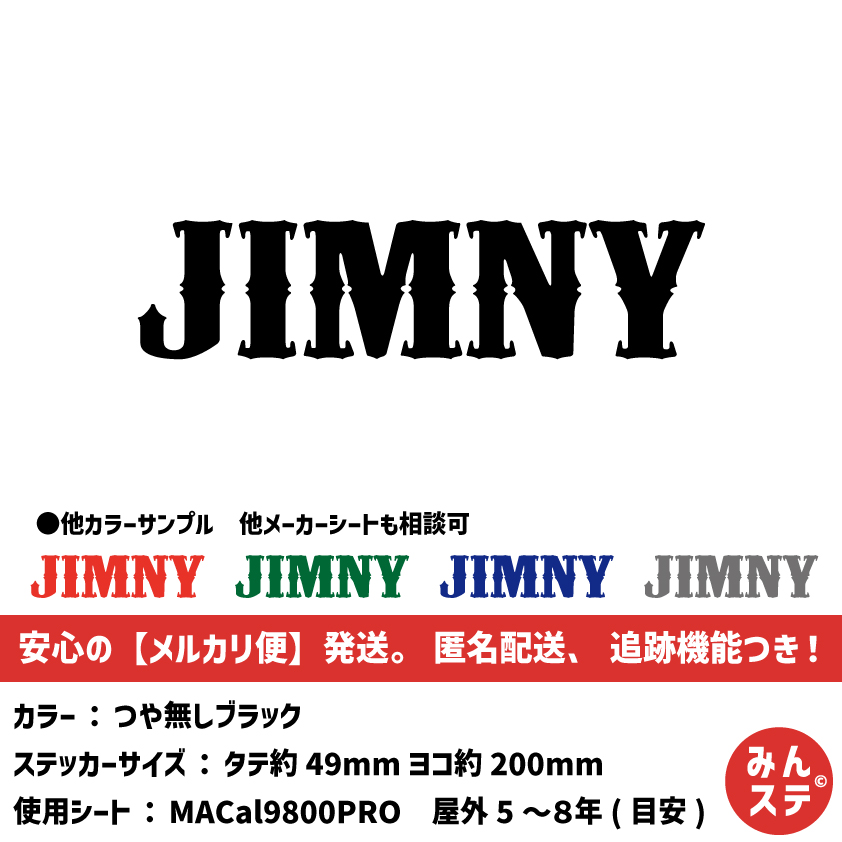 JIMNY
●他カラーサンプル　他メーカーシートも相談可
JIMNY JIMNY JIMNY JIMNY
安心の【メルカリ便】発送。 匿名配送、 追跡機能つき！
カラー : つや無しブラック
ステッカーサイズ : タテ約 49mm ヨコ約 200mm
使用シート : MACal9800PRO　屋外 5 ～8年 ( 目安 )
みん
ステ©